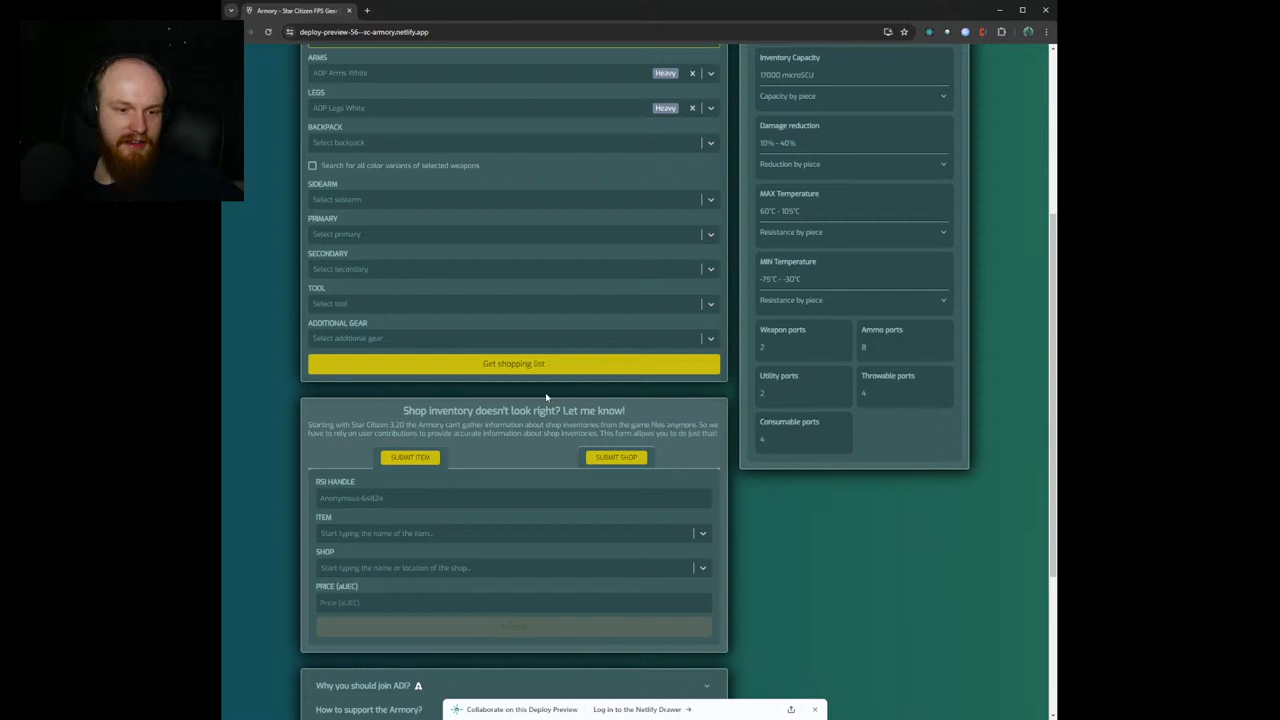 Armory - Star Citizen FPS Gea
deploy-preview-56--sc-armory.netlify.app
ARMS
ADP Arms White
Heavy
LEGS
ADP Legs White
Heavy
BACKPACK
Select backpack
Search for all color variants of selected weapons
SIDEARM
Select sidearm
PRIMARY
Select primary
SECONDARY
Select secondary
TOOL
Select tool
ADDITIONAL GEAR
Select additional gear
Get shopping list
Shop inventory doesn't look right? Let me know!
Starting with Star Citizen 3.20 the Armory can't gather information about shop inventories from the game files anymore. So we
have to rely on user contributions to provide accurate information about shop inventories. This form allows you to do just that!
SUBMIT ITEM
SUBMIT SHOP
RSI HANDLE
Anonymous-64824
ITEM
Start typing the name of the item...
SHOP
Start typing the name or location of the shop...
PRICE (aUEC)
Price (aUEC)
Why you should join ADI?
How to support the Armory?
Inventory Capacity
17000 microSCU
Capacity by piece
Damage reduction
10% - 40%
Reduction by piece
MAX Temperature
60°C - 105°C
Resistance by piece
MIN Temperature
-75°C - -30°C
Resistance by piece
Weapon ports
2
Ammo ports
8
Utility ports
2
Throwable ports
4
Consumable ports
4
Collaborate on this Deploy Preview
Log in to the Netlify Drawer →